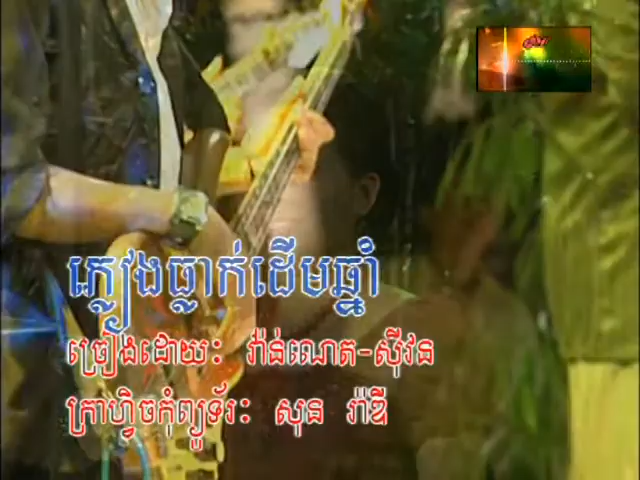 ភ្លៀងធ្លាក់ដើមឆ្នាំ
ច្រៀងដោយៈ វ៉ាន់ណេត-ស៊ីវន
ក្រាហ្វិចកុំព្យូទ័រៈ សុន រ៉ាឌី